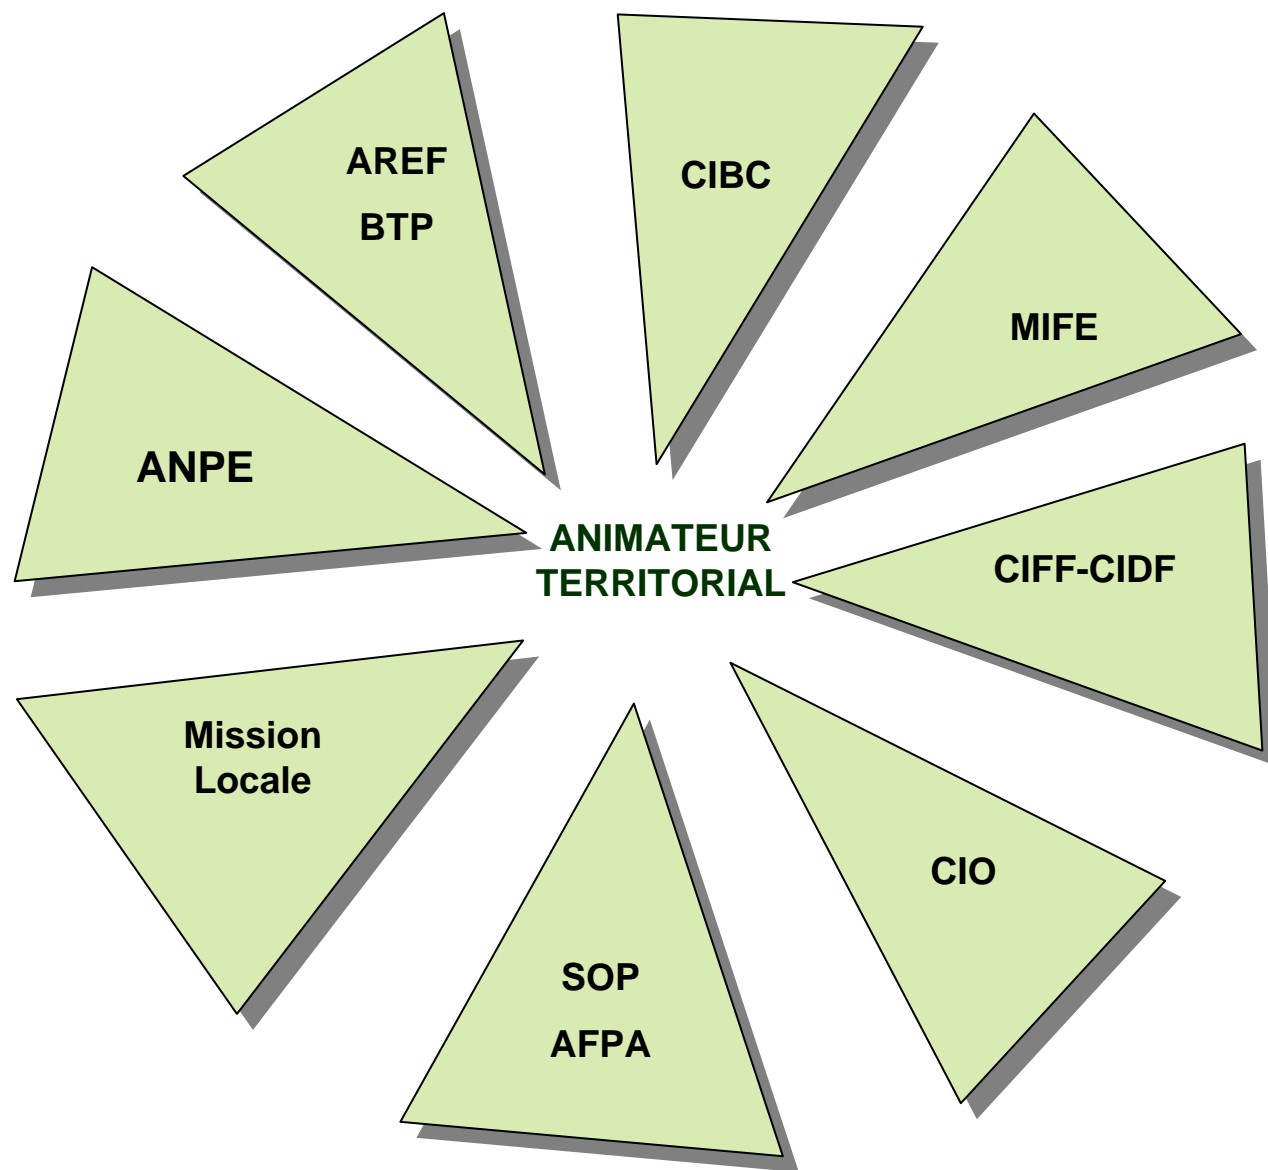 AREF
BTP
CIBC
MIFE
ANPE
ANIMATEUR
TERRITORIAL
CIFF-CIDF
Mission
Locale
CIO
SOP
AFPA